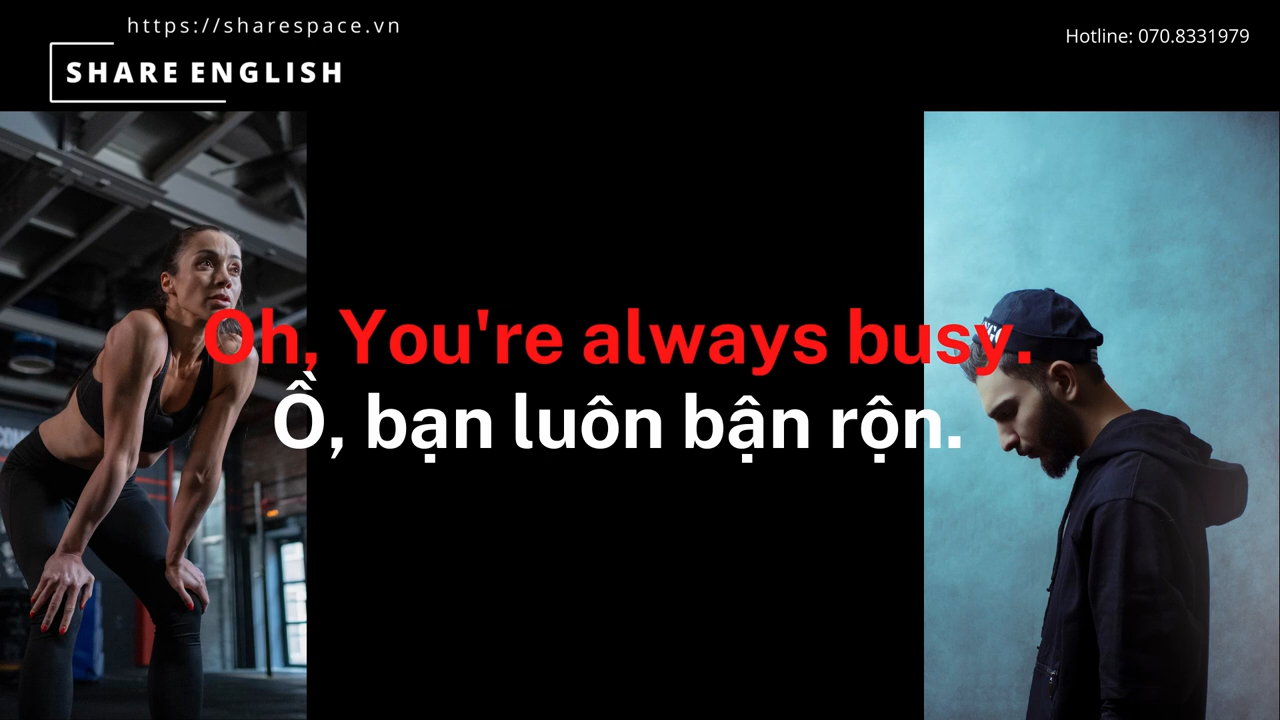 https://sharespace.vn
Hotline: 070.8331979
SHARE ENGLISH
Oh, You're always busy.
Ồ, bạn luôn bận rộn.